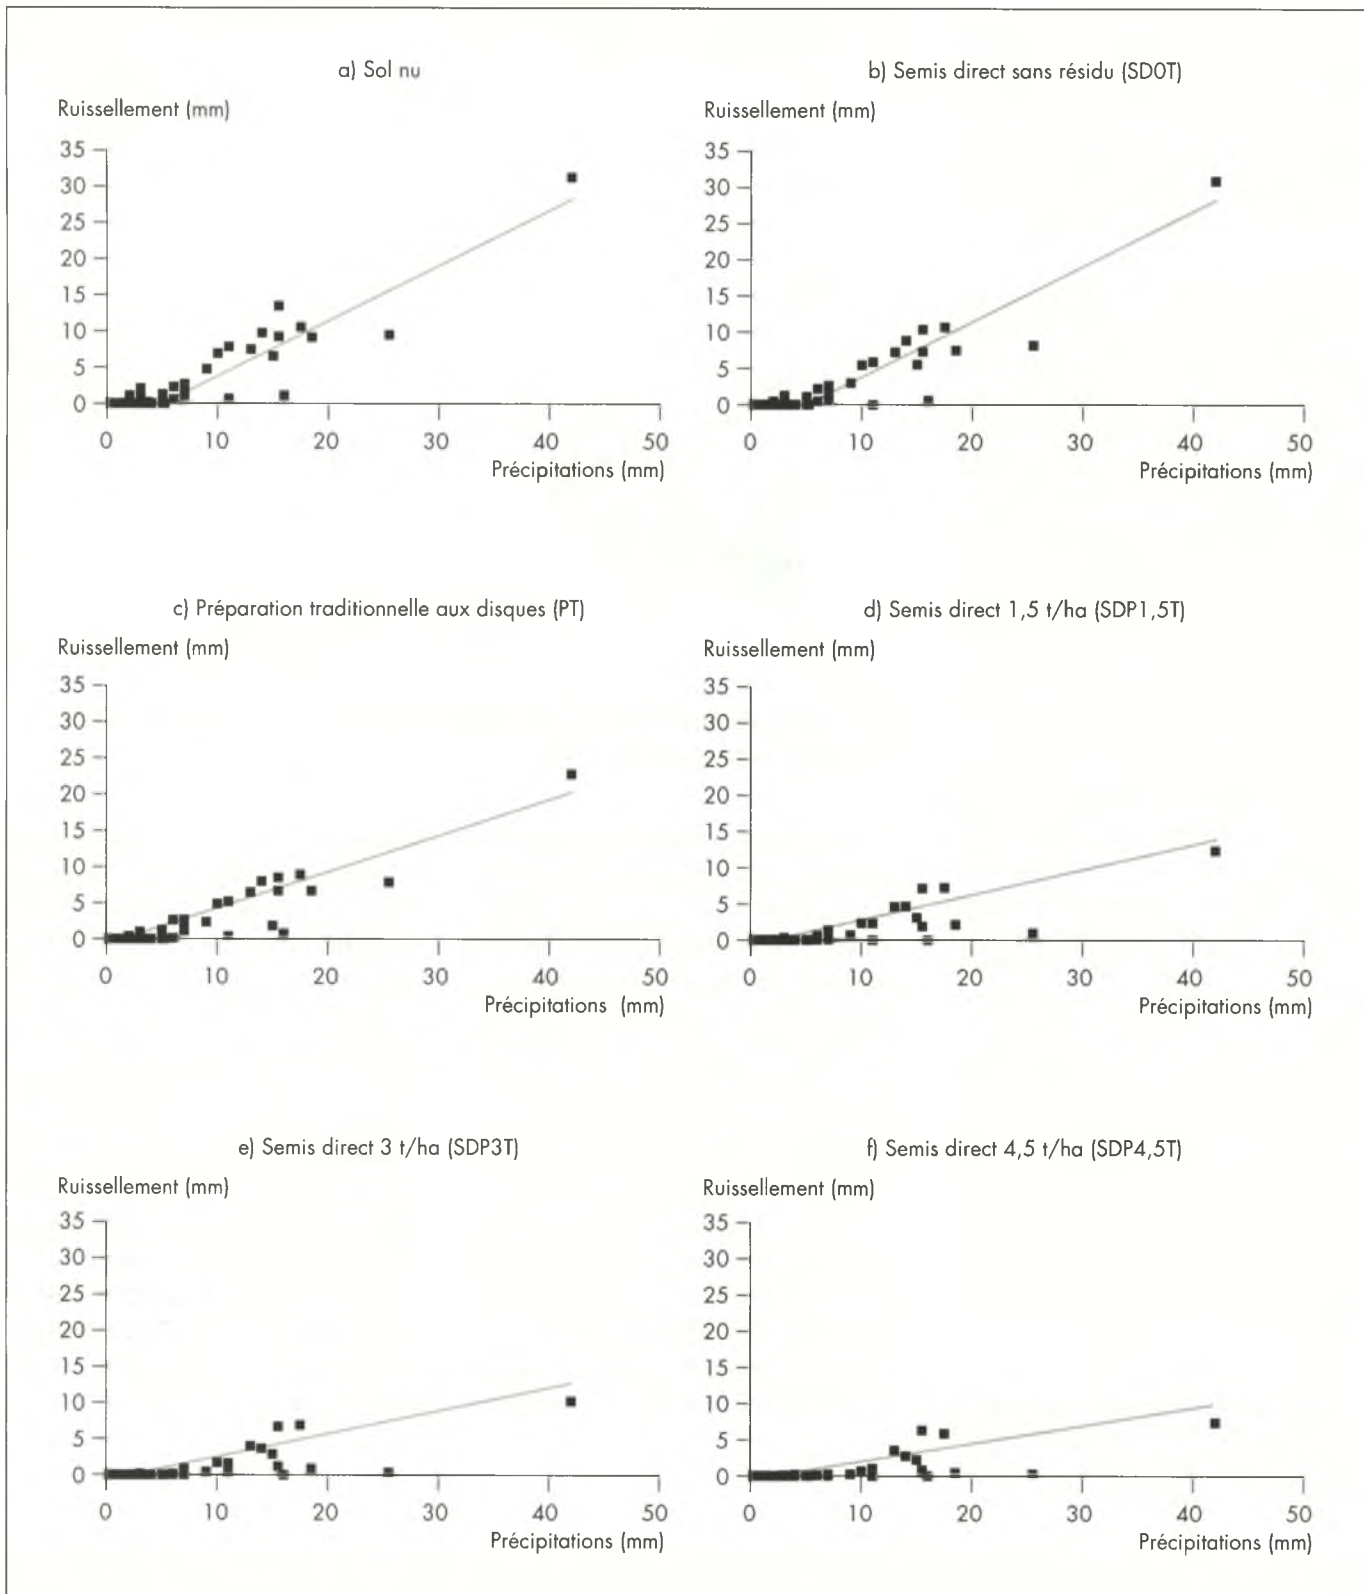 a) Sol nu
Ruissellement (mm)
35
30
25
20
15
10
5
0
0 10 20 30 40 50
Précipitations (mm)
b) Semis direct sans résidu (SD0T)
Ruissellement (mm)
35
30
25
20
15
10
5
0
0 10 20 30 40 50
Précipitations (mm)
c) Préparation traditionnelle aux disques (PT)
Ruissellement (mm)
35
30
25
20
15
10
5
0
0 10 20 30 40 50
Précipitations (mm)
d) Semis direct 1,5 t/ha (SDP1,5T)
Ruissellement (mm)
35
30
25
20
15
10
5
0
0 10 20 30 40 50
Précipitations (mm)
e) Semis direct 3 t/ha (SDP3T)
Ruissellement (mm)
35
30
25
20
15
10
5
0
0 10 20 30 40 50
Précipitations (mm)
f) Semis direct 4,5 t/ha (SDP4,5T)
Ruissellement (mm)
35
30
25
20
15
10
5
0
0 10 20 30 40 50
Précipitations (mm)